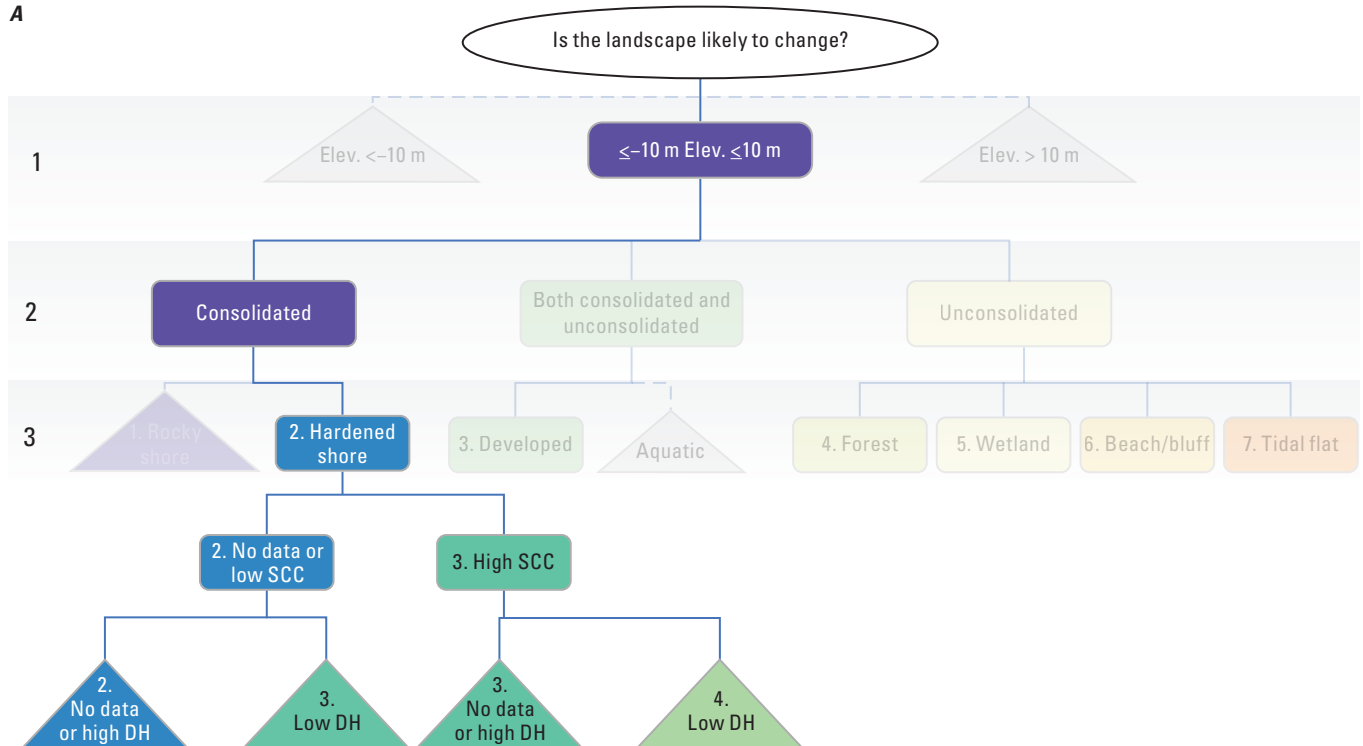 A
Is the landscape likely to change?
1
Elev. <–10 m
≤–10 m Elev. ≤10 m
Elev. > 10 m
2
Consolidated
Both consolidated and
unconsolidated
Unconsolidated
3
1. Rocky
shore
2. Hardened
shore
3. Developed
Aquatic
4. Forest
5. Wetland
6. Beach/bluff
7. Tidal flat
2. No data or
low SCC
3. High SCC
2.
No data
or high DH
3.
Low DH
3.
No data
or high DH
4.
Low DH